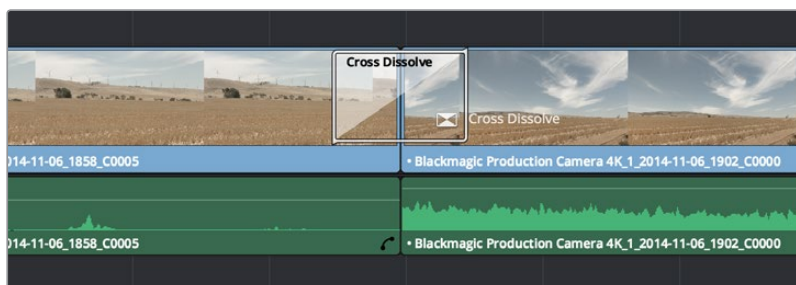 Cross Dissolve
Cross Dissolve
014-11-06_1858_C0005
• Blackmagic Production Camera 4K_1_2014-11-06_1902_C0000
014-11-06_1858_C0005
• Blackmagic Production Camera 4K_1_2014-11-06_1902_C0000